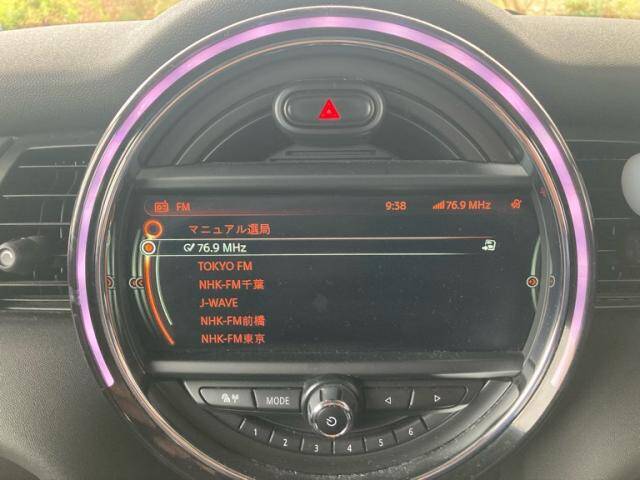 FM 9:38 76.9 MHz
マニュアル選局
76.9 MHz
TOKYO FM
NHK-FM千葉
J-WAVE
NHK-FM前橋
NHK-FM東京
MODE
1 2 3 4 5 6